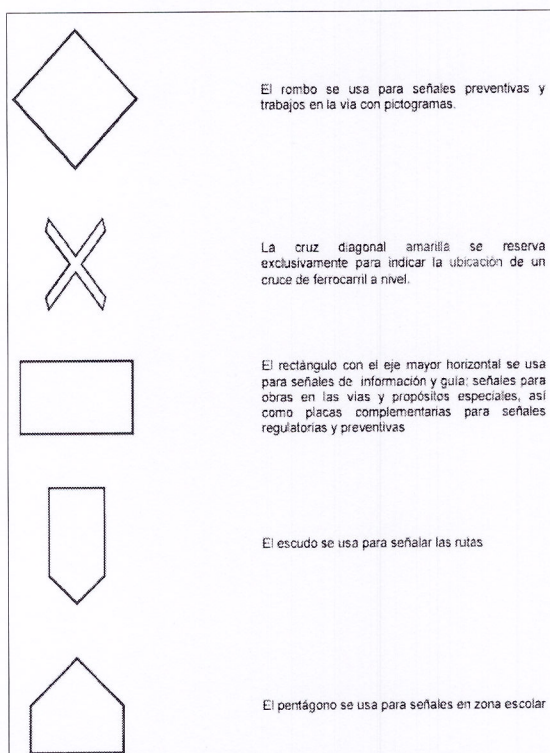 El rombo se usa para señales preventivas y
trabajos en la via con pictogramas.
La cruz diagonal amarilla se reserva
exclusivamente para indicar la ubicación de un
cruce de ferrocarril a nivel.
El rectángulo con el eje mayor horizontal se usa
para señales de información y guía; señales para
obras en las vias y propósitos especiales, asi
como placas complementarias para señales
regulatorias y preventivas
El escudo se usa para señalar las rutas
El pentágono se usa para señales en zona escolar